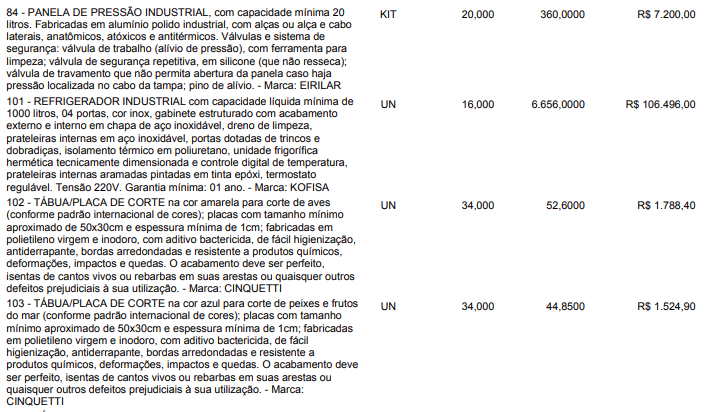 84 - PANELA DE PRESSÃO INDUSTRIAL, com capacidade mínima 20 KIT 20,000 360,0000 R$ 7.200,00
litros. Fabricadas em alumínio polido industrial, com alças ou alça e cabo
laterais, anatômicos, atóxicos e antitérmicos. Válvulas e sistema de
segurança: válvula de trabalho (alívio de pressão), com ferramenta para
limpeza; válvula de segurança repetitiva, em silicone (que não resseca);
válvula de travamento que não permita abertura da panela caso haja
pressão localizada no cabo da tampa; pino de alívio. - Marca: EIRILAR
101 - REFRIGERADOR INDUSTRIAL com capacidade líquida mínima de UN 16,000 6.656,0000 R$ 106.496,00
1000 litros, 04 portas, cor inox, gabinete estruturado com acabamento
externo e interno em chapa de aço inoxidável, dreno de limpeza,
prateleiras internas em aço inoxidável, portas dotadas de trincos e
dobradiças, isolamento térmico em poliuretano, unidade frigorífica
hermética tecnicamente dimensionada e controle digital de temperatura,
prateleiras internas aramadas pintadas em tinta epóxi, termostato
regulável. Tensão 220V. Garantia mínima: 01 ano. - Marca: KOFISA
102 - TÁBUA/PLACA DE CORTE na cor amarela para corte de aves UN 34,000 52,6000 R$ 1.788,40
(conforme padrão internacional de cores); placas com tamanho mínimo
aproximado de 50x30cm e espessura mínima de 1cm; fabricadas em
polietileno virgem e inodoro, com aditivo bactericida, de fácil higienização,
antiderrapante, bordas arredondadas e resistente a produtos químicos,
deformações, impactos e quedas. O acabamento deve ser perfeito,
isentas de cantos vivos ou rebarbas em suas arestas ou quaisquer outros
defeitos prejudiciais à sua utilização. - Marca: CINQUETTI
103 - TÁBUA/PLACA DE CORTE na cor azul para corte de peixes e frutos UN 34,000 44,8500 R$ 1.524,90
do mar (conforme padrão internacional de cores); placas com tamanho
mínimo aproximado de 50x30cm e espessura mínima de 1cm; fabricadas
em polietileno virgem e inodoro, com aditivo bactericida, de fácil
higienização, antiderrapante, bordas arredondadas e resistente a
produtos químicos, deformações, impactos e quedas. O acabamento deve
ser perfeito, isentas de cantos vivos ou rebarbas em suas arestas ou
quaisquer outros defeitos prejudiciais à sua utilização. - Marca:
CINQUETTI